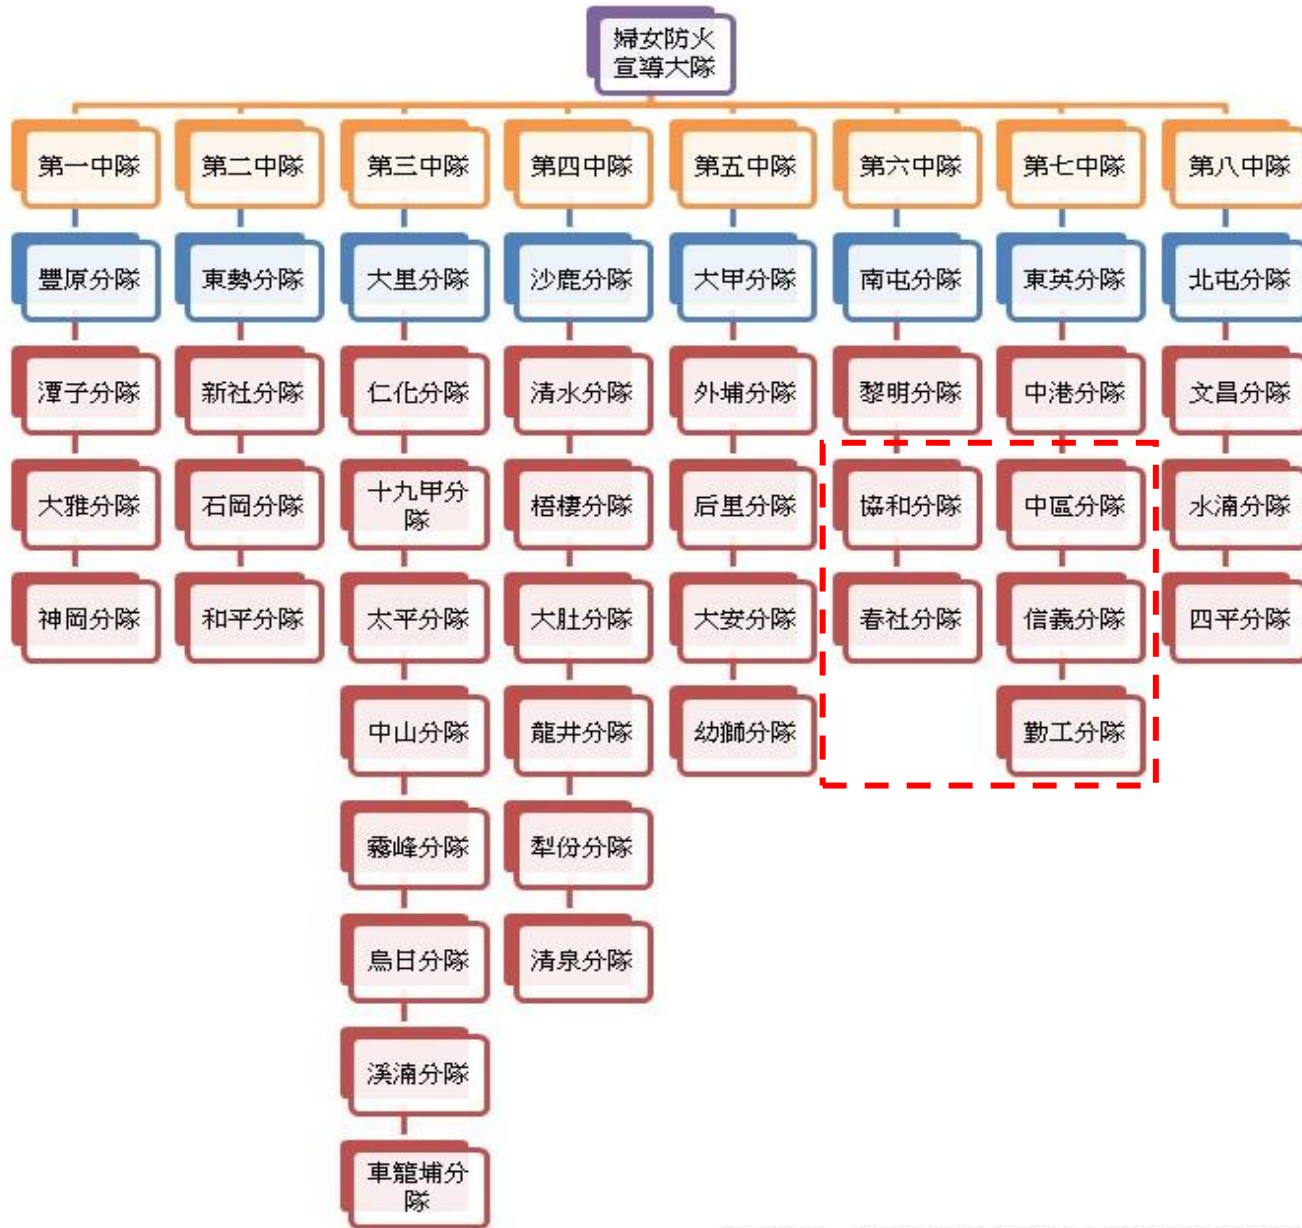 婦女防火
宣導大隊
第一中隊
第二中隊
第三中隊
第四中隊
第五中隊
第六中隊
第七中隊
第八中隊
豐原分隊
東勢分隊
大里分隊
沙鹿分隊
大甲分隊
南屯分隊
東英分隊
北屯分隊
潭子分隊
新社分隊
仁化分隊
清水分隊
外埔分隊
黎明分隊
中港分隊
文昌分隊
大雅分隊
石岡分隊
十九甲分
隊
梧棲分隊
后里分隊
協和分隊
中區分隊
水湳分隊
神岡分隊
和平分隊
太平分隊
大肚分隊
大安分隊
春社分隊
信義分隊
四平分隊
中山分隊
龍井分隊
幼獅分隊
勤工分隊
霧峰分隊
犁份分隊
烏日分隊
清泉分隊
溪湳分隊
車籠埔分
隊